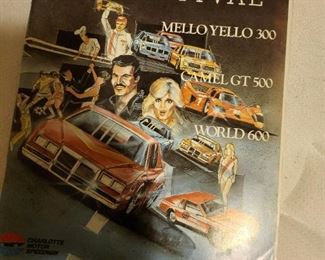 MELLO YELLO 300
CAMEL GT 500
WORLD 600
CHARLOTTE
MOTOR
SPEEDWAY